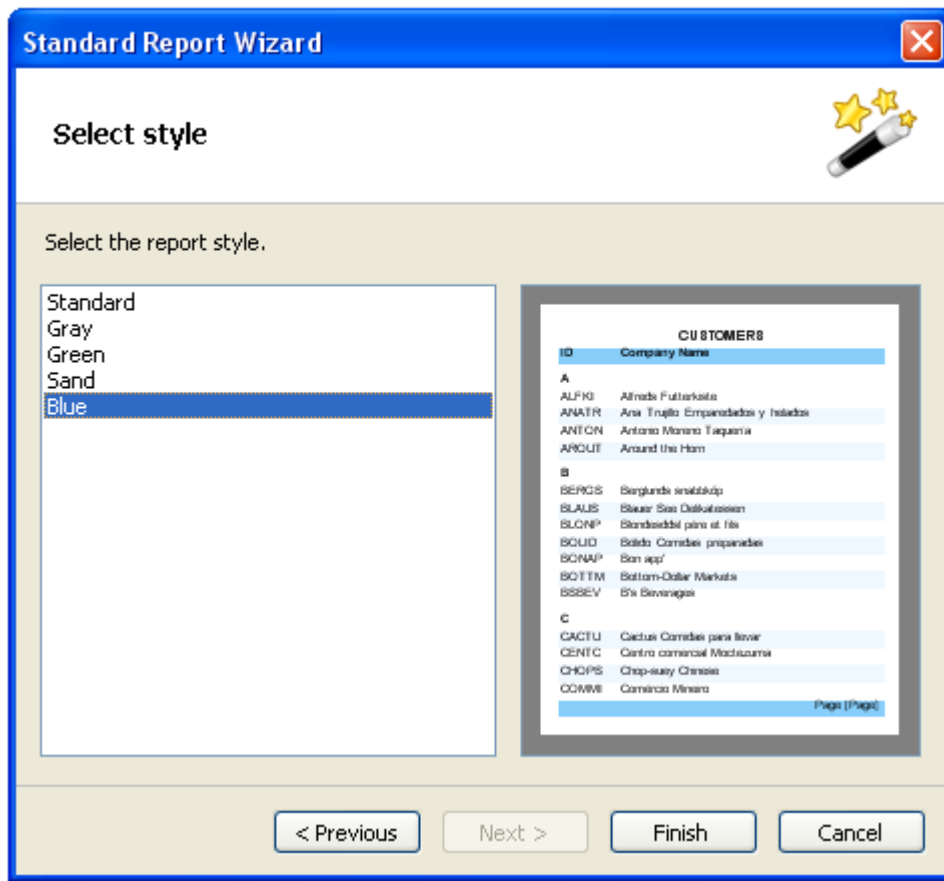 Standard Report Wizard
Select style
Select the report style.
Standard
Gray
Green
Sand
Blue
CUSTOMERS
ID Company Name
A
ALFKI Alfreds Futterkiste
ANATR Ana Trujillo Emparedados y helados
ANTON Antonio Moreno Taquería
AROUT Around the Horn
B
BERGS Berglunds snabbköp
BLAUS Blauer See Delikatessen
BLONP Blondesddsl père et fils
BOLID Bólido Comidas preparadas
BONAP Bon app'
BOTTM Bottom-Dollar Markets
BSBEV B's Beverages
C
CACTU Cactus Comidas para llevar
CENTC Centro comercial Moctezuma
CHOPS Chop-suey Chinese
COMMI Comércio Mineiro
Page [Page]
< Previous
Next >
Finish
Cancel